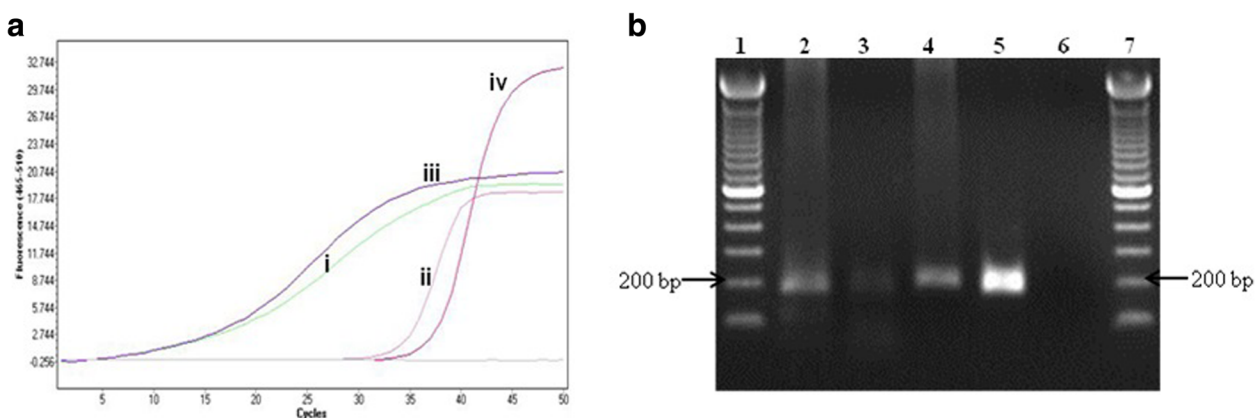 a
32.744
29.744
26.744
23.744
20.744
17.744
14.744
11.744
8.744
5.744
2.744
-0.256
Fluorescence (465-510)
5 10 15 20 25 30 35 40 45 50
Cycles
i
ii
iii
iv
b
1 2 3 4 5 6 7
200 bp
200 bp